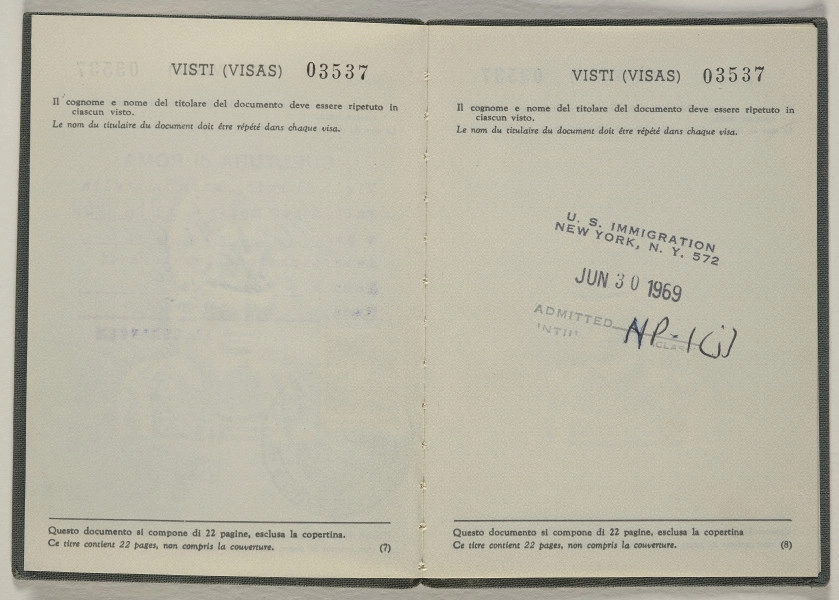 VISTI (VISAS) 03537
Il cognome e nome del titolare del documento deve essere ripetuto in
ciascun visto.
Le nom du titulaire du document doit être répété dans chaque visa.
Questo documento si compone di 22 pagine, esclusa la copertina.
Ce titre contient 22 pages, non compris la couverture.
(7)
VISTI (VISAS) 03537
Il cognome e nome del titolare del documento deve essere ripetuto in
ciascun visto.
Le nom du titulaire du document doit être répété dans chaque visa.
U. S. IMMIGRATION
NEW YORK, N. Y. 572
JUN 30 1969
ADMITTED
Questo documento si compone di 22 pagine, esclusa la copertina
Ce titre contient 22 pages, non compris la couverture.
(8)